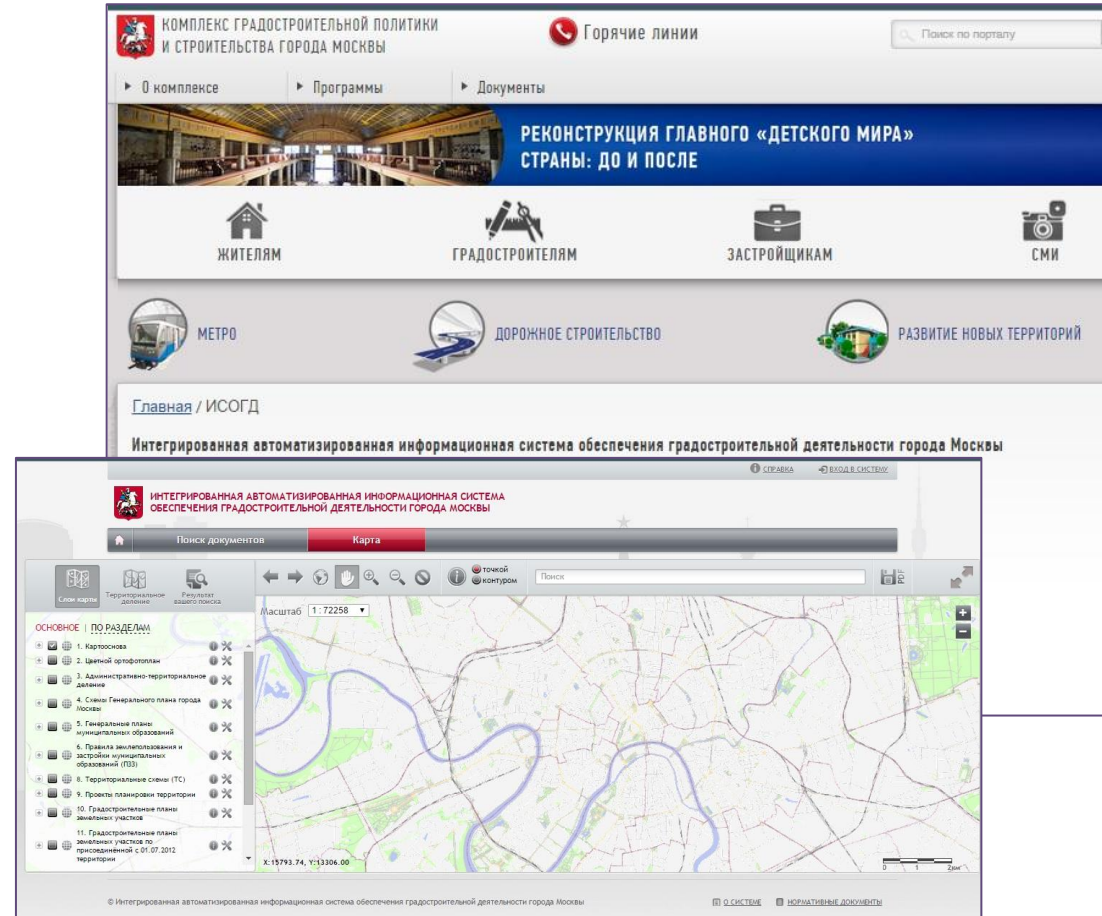 КОМПЛЕКС ГРАДОСТРОИТЕЛЬНОЙ ПОЛИТИКИ
И СТРОИТЕЛЬСТВА ГОРОДА МОСКВЫ
Горячие линии
Поиск по порталу
О комплексе
Программы
Документы
РЕКОНСТРУКЦИЯ ГЛАВНОГО «ДЕТСКОГО МИРА»
СТРАНЫ: ДО И ПОСЛЕ
ЖИТЕЛЯМ
ГРАДОСТРОИТЕЛЯМ
ЗАСТРОЙЩИКАМ
СМИ
МЕТРО
ДОРОЖНОЕ СТРОИТЕЛЬСТВО
РАЗВИТИЕ НОВЫХ ТЕРРИТОРИЙ
Главная / ИСОГД
Интегрированная автоматизированная информационная система обеспечения градостроительной деятельности города Москвы
СПРАВКА
ВХОД В СИСТЕМУ
ИНТЕГРИРОВАННАЯ АВТОМАТИЗИРОВАННАЯ ИНФОРМАЦИОННАЯ СИСТЕМА
ОБЕСПЕЧЕНИЯ ГРАДОСТРОИТЕЛЬНОЙ ДЕЯТЕЛЬНОСТИ ГОРОДА МОСКВЫ
Поиск документов
Карта
Слои карты
Территориальное
деление
Результат
вашего поиска
точкой
контуром
Поиск
PDF
Масштаб 1 : 72258
ОСНОВНОЕ | ПО РАЗДЕЛАМ
1. Картооснова
2. Цветной ортофотоплан
3. Административно-территориальное
деление
4. Схемы Генерального плана города
Москвы
5. Генеральные планы
муниципальных образований
6. Правила землепользования и
застройки муниципальных
образований (ПЗЗ)
8. Территориальные схемы (ТС)
9. Проекты планировки территории
10. Градостроительные планы
земельных участков
11. Градостроительные планы
земельных участков по
присоединённой с 01.07.2012
территории
X:15793.74, Y:13306.00
0 1 2км
© Интегрированная автоматизированная информационная система обеспечения градостроительной деятельности города Москвы
О СИСТЕМЕ
НОРМАТИВНЫЕ ДОКУМЕНТЫ